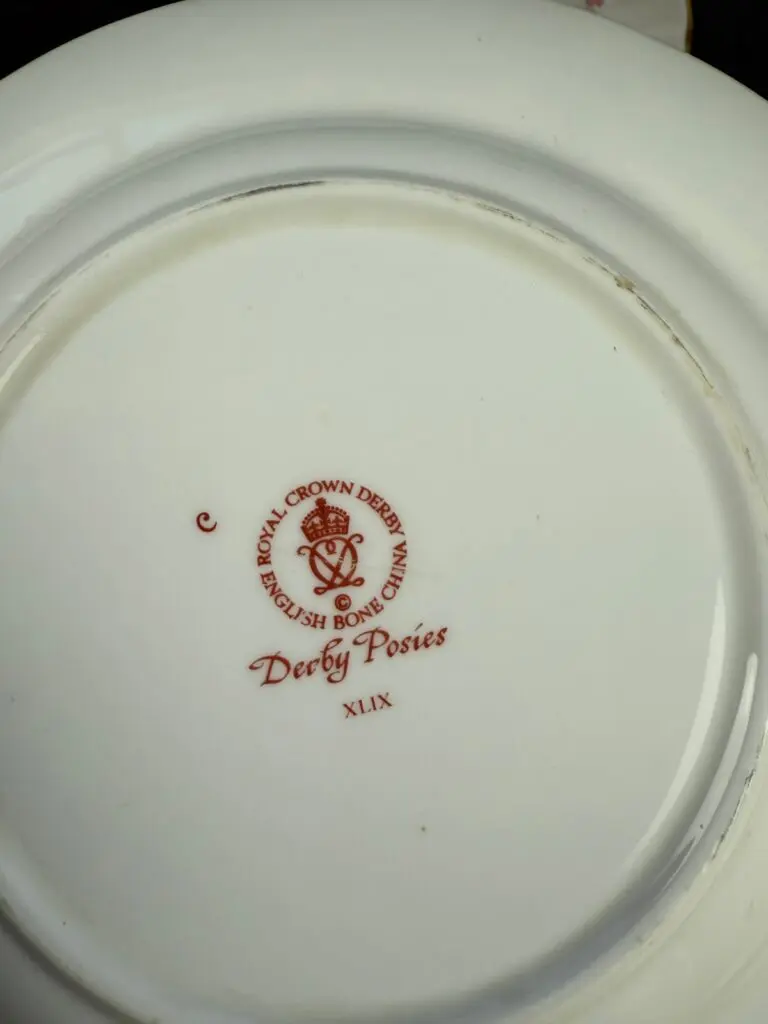 C
ROYAL CROWN DERBY
ENGLISH BONE CHINA
©
Derby Posies
XLIX